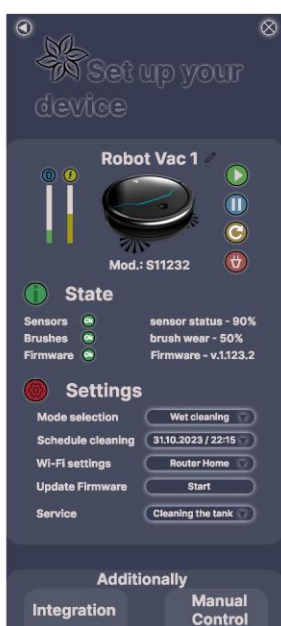 Set up your
device
Robot Vac 1
Mod.: S11232
State
Sensors Ok sensor status - 90%
Brushes Ok brush wear - 50%
Firmware Ok Firmware - v.1.123.2
Settings
Mode selection Wet cleaning
Schedule cleaning 31.10.2023 / 22:15
Wi-Fi settings Router Home
Update Firmware Start
Service Cleaning the tank
Additionally
Integration Manual
Control